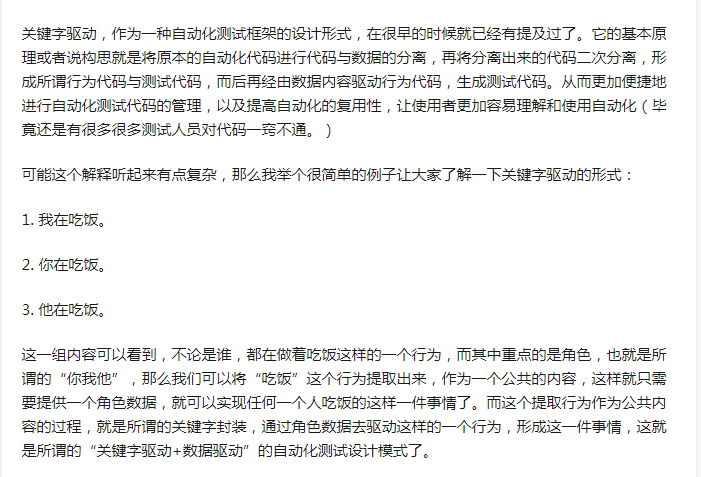 关键字驱动，作为一种自动化测试框架的设计形式，在很早的时候就已经有提及过了。它的基本原
理或者说构思就是将原本的自动化代码进行代码与数据的分离，再将分离出来的代码二次分离，形
成所谓行为代码与测试代码，而后再经由数据内容驱动行为代码，生成测试代码。从而更加便捷地
进行自动化测试代码的管理，以及提高自动化的复用性，让使用者更加容易理解和使用自动化（毕
竟还是有很多很多测试人员对代码一窍不通。）
可能这个解释听起来有点复杂，那么我举个很简单的例子让大家了解一下关键字驱动的形式：
1. 我在吃饭。
2. 你在吃饭。
3. 他在吃饭。
这一组内容可以看到，不论是谁，都在做着吃饭这样的一个行为，而其中重点的是角色，也就是所
谓的“你我他”，那么我们可以将“吃饭”这个行为提取出来，作为一个公共的内容，这样就只需
要提供一个角色数据，就可以实现任何一个人吃饭的这样一件事情了。而这个提取行为作为公共内
容的过程，就是所谓的关键字封装，通过角色数据去驱动这样的一个行为，形成这一件事情，这就
是所谓的“关键字驱动+数据驱动”的自动化测试设计模式了。